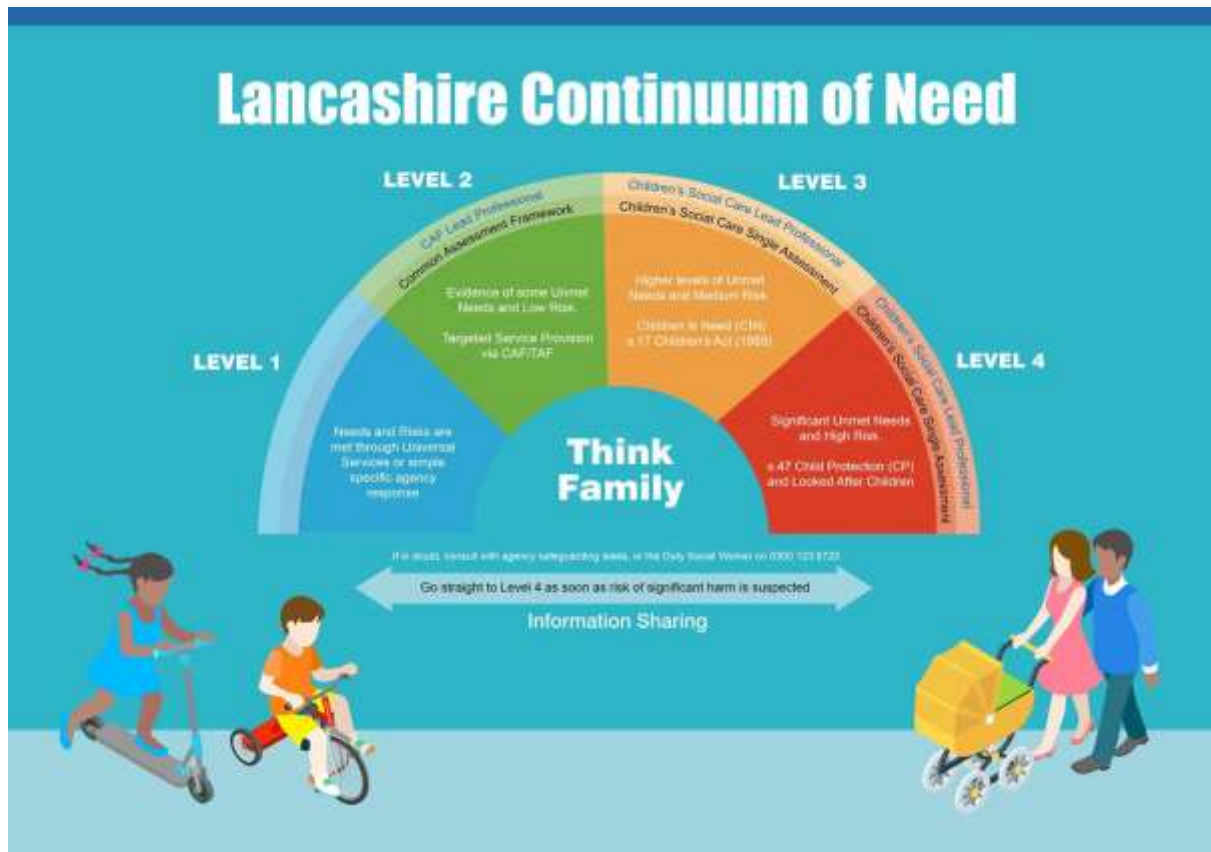 Lancashire Continuum of Need
LEVEL 1
Needs and Risks are
met through Universal
Services or simple
specific agency
response
LEVEL 2
CAF Lead Professional
Common Assessment Framework
Evidence of some Unmet
Needs and Low Risk.
Targeted Service Provision
via CAF/TAF
LEVEL 3
Children's Social Care Lead Professional
Children's Social Care Single Assessment
Higher levels of Unmet
Needs and Medium Risk
Children in Need (CIN)
s.17 Children's Act (1989)
LEVEL 4
Children's Social Care Lead Professional
Children's Social Care Single Assessment
Significant Unmet Needs
and High Risk.
s.47 Child Protection (CP)
and Looked After Children
Think
Family
If in doubt, consult with agency safeguarding leads, or the Duty Social Worker on 0300 123
Go straight to Level 4 as soon as risk of significant harm is suspected
Information Sharing